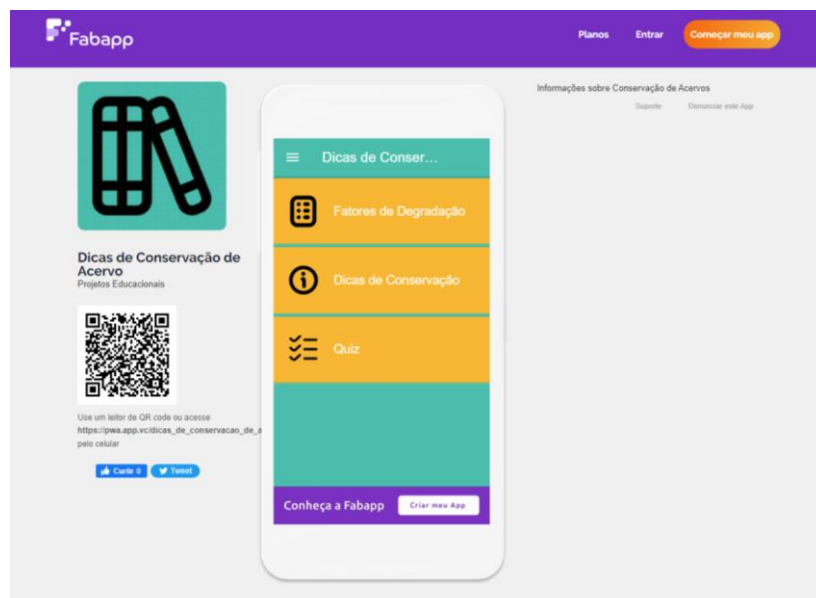 Fabapp
Planos
Entrar
Começar meu app
Informações sobre Conservação de Acervos
Suporte
Denunciar este App
Dicas de Conservação de
Acervo
Projetos Educacionais
Use um leitor de QR code ou acesse
https://pwa.app.vc/dicas_de_conservacao_de_a
pelo celular
Curtir 0
Tweet
Dicas de Conser...
Fatores de Degradação
Dicas de Conservação
Quiz
Conheça a Fabapp
Criar meu App